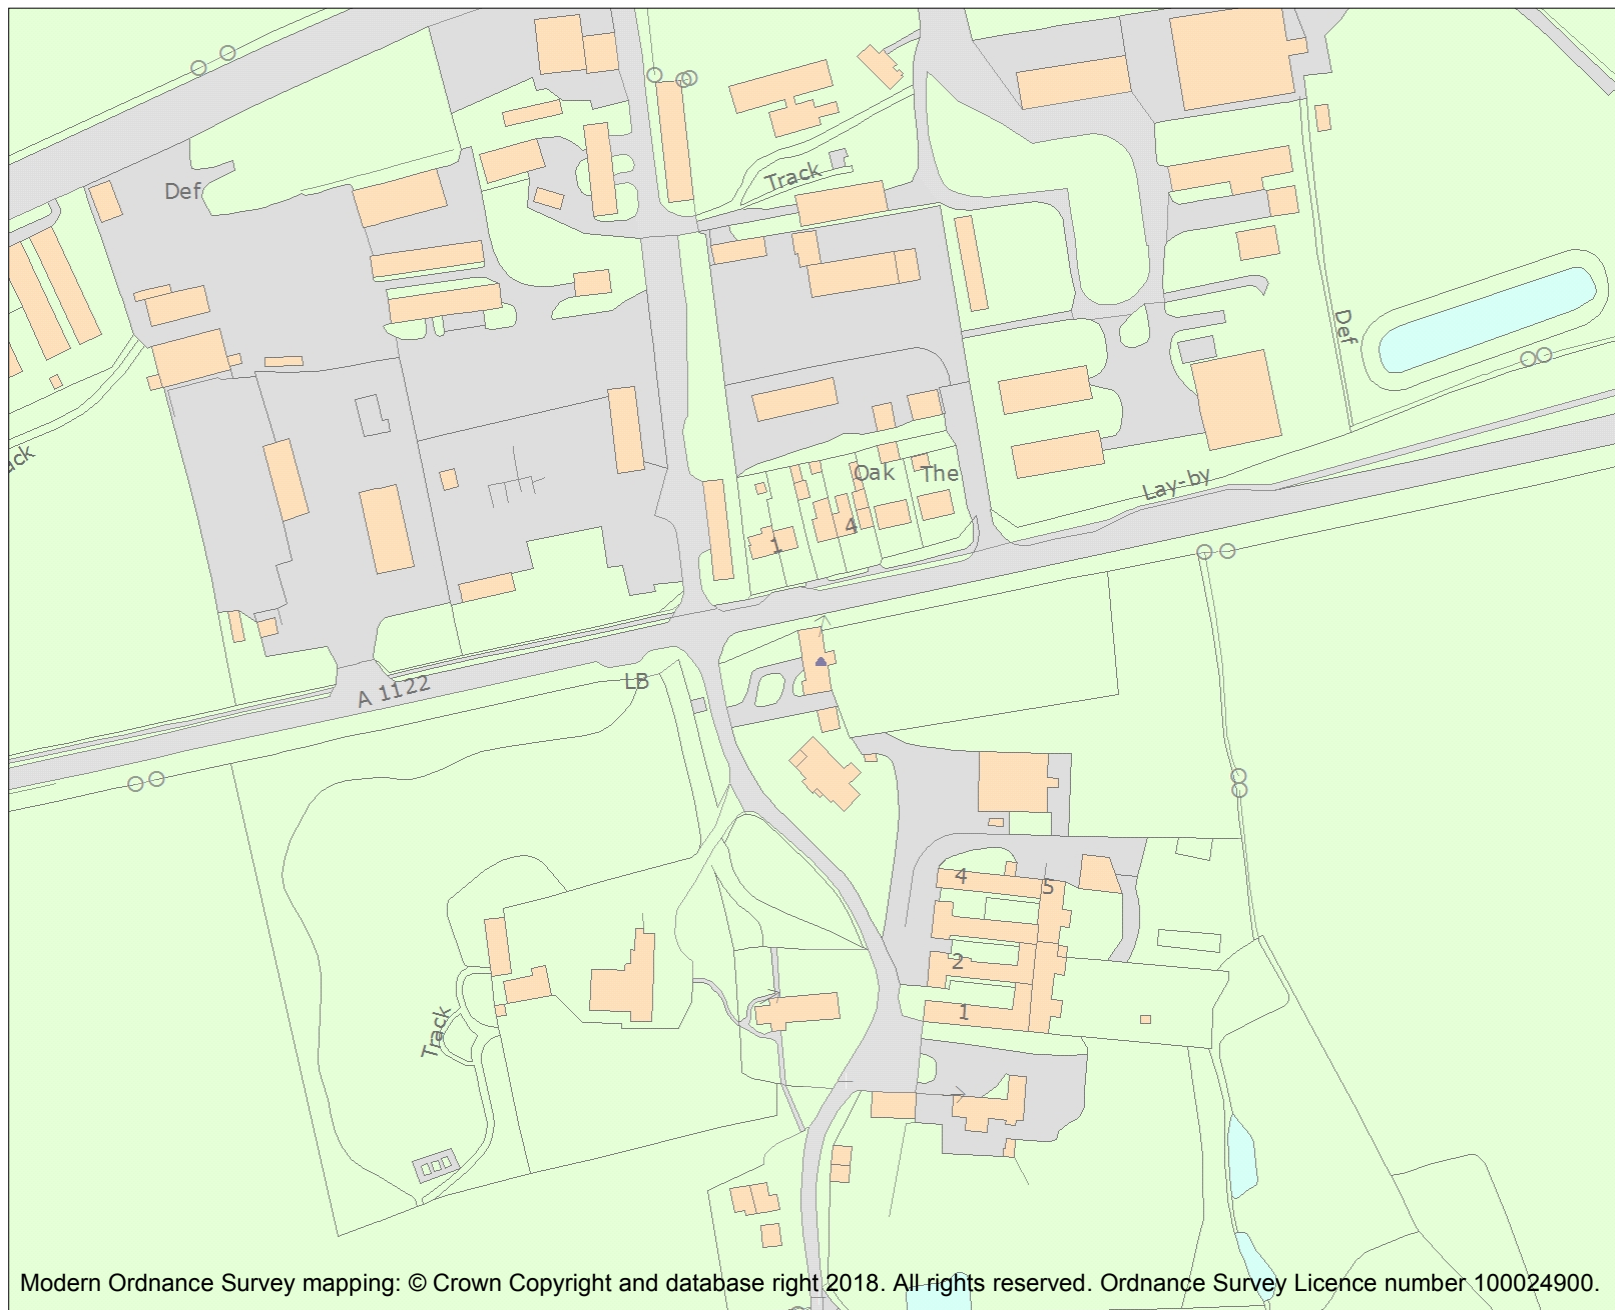 Def
Track
Def
ack
Oak
The
Lay-by
4
1
A 1122
LB
4
5
2
1
Track
Modern Ordnance Survey mapping: © Crown Copyright and database right 2018. All rights reserved. Ordnance Survey Licence number 100024900.